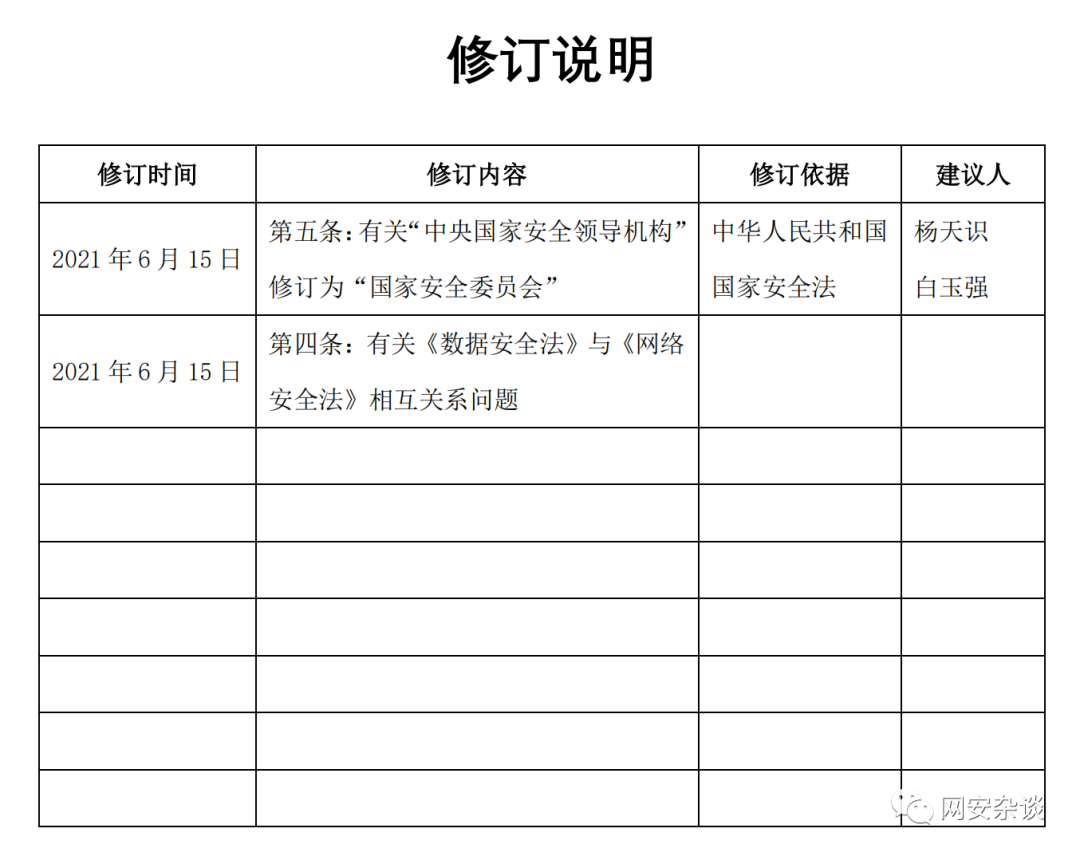 修订说明
修订时间 修订内容 修订依据 建议人
2021 年 6 月 15 日
第五条：有关“中央国家安全领导机构”
修订为“国家安全委员会”
中华人民共和国
国家安全法
杨天识
白玉强
2021 年 6 月 15 日
第四条：有关《数据安全法》与《网络
安全法》相互关系问题
网安杂谈